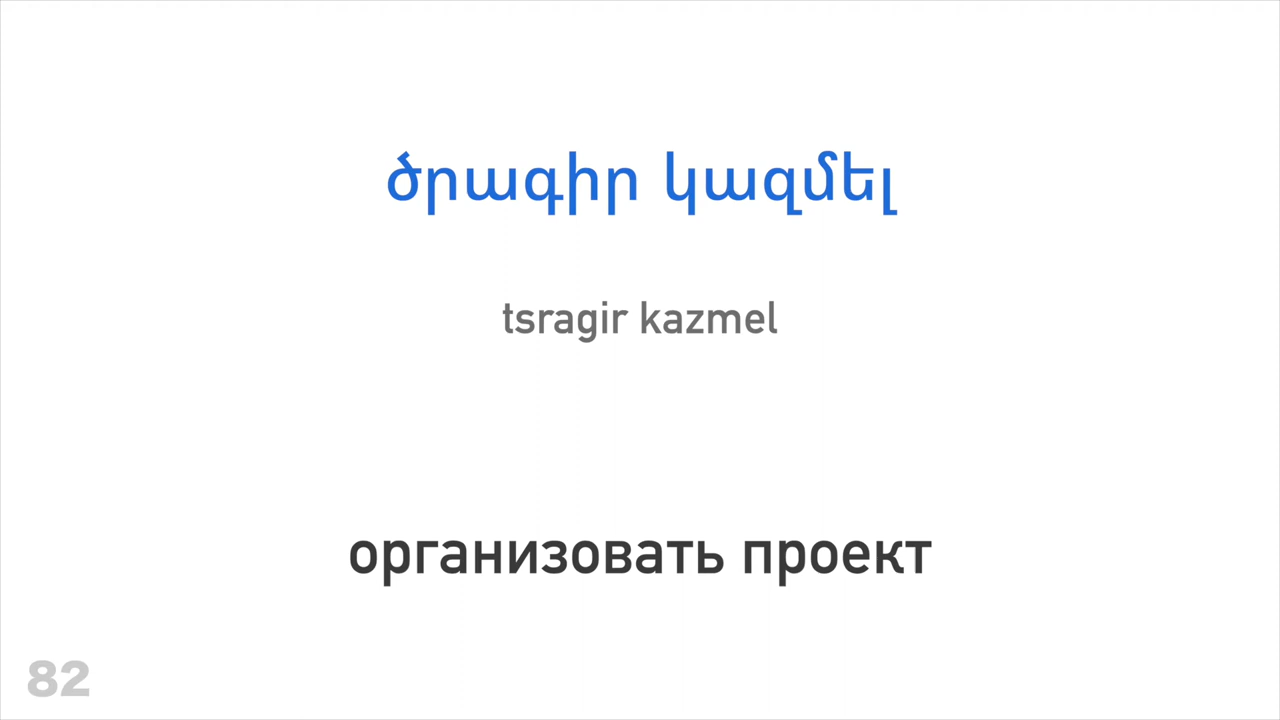 ծրագիր կազմել
tsragir kazmel
организовать проект
82